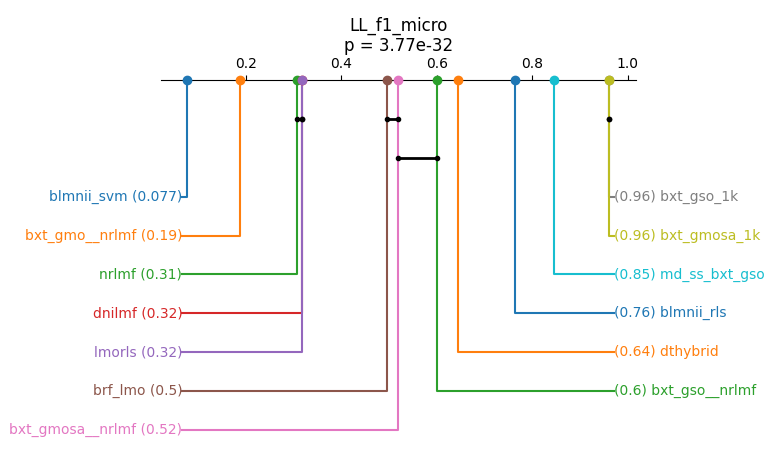 LL_f1_micro
p = 3.77e-32
0.2 0.4 0.6 0.8 1.0
blmnii_svm (0.077) (0.96) bxt_gso_1k
bxt_gmo__nrlmf (0.19) (0.96) bxt_gmosa_1k
nrlmf (0.31) (0.85) md_ss_bxt_gso
dnilmf (0.32) (0.76) blmnii_rls
lmorls (0.32) (0.64) dthybrid
brf_lmo (0.5) (0.6) bxt_gso__nrlmf
bxt_gmosa__nrlmf (0.52)